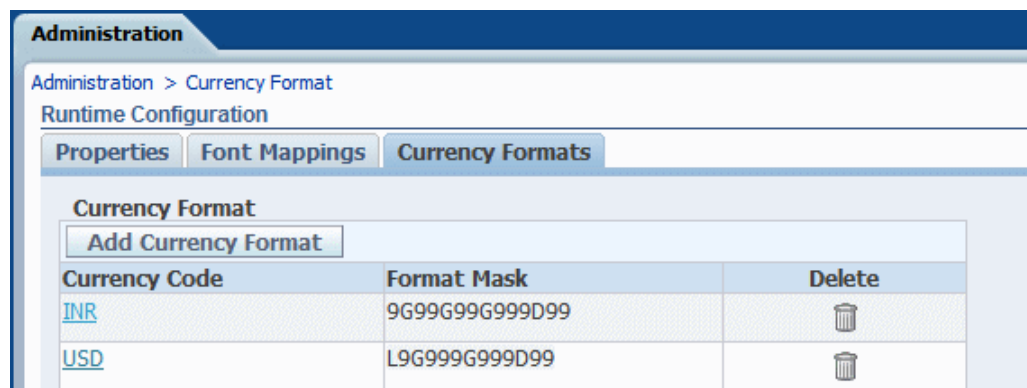 Administration
Administration > Currency Format
Runtime Configuration
Properties Font Mappings Currency Formats
Currency Format
Add Currency Format
Currency Code Format Mask Delete
INR 9G99G99G999D99
USD L9G999G999D99